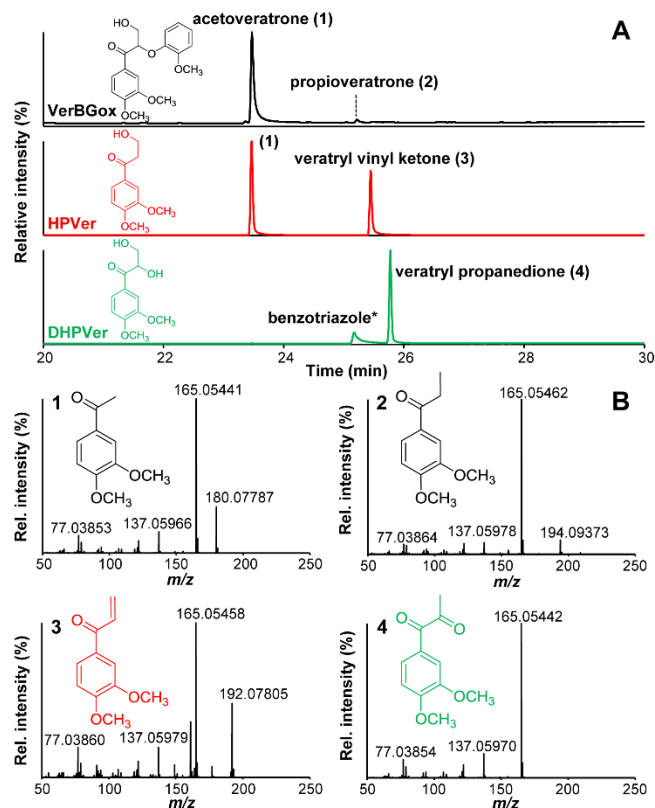 A
Relative intensity (%)
HO
O
O
OCH₃
OCH₃
OCH₃
VerBGox
acetoveratrone (1)
propioveratrone (2)
HO
O
OCH₃
OCH₃
HPVer
(1)
veratryl vinyl ketone (3)
HO
O
OH
OCH₃
OCH₃
DHPVer
benzotriazole*
veratryl propanedione (4)
20 22 24 26 28 30
Time (min)
B
1
Rel. intensity (%)
O
OCH₃
OCH₃
165.05441
180.07787
77.03853
137.05966
50 100 150 200 250
m/z
2
Rel. intensity (%)
O
OCH₃
OCH₃
165.05462
77.03864
137.05978
194.09373
50 100 150 200 250
m/z
3
Rel. intensity (%)
O
OCH₃
OCH₃
165.05458
192.07805
77.03860
137.05979
50 100 150 200 250
m/z
4
Rel. intensity (%)
O
O
OCH₃
OCH₃
165.05442
77.03854
137.05970
50 100 150 200 250
m/z